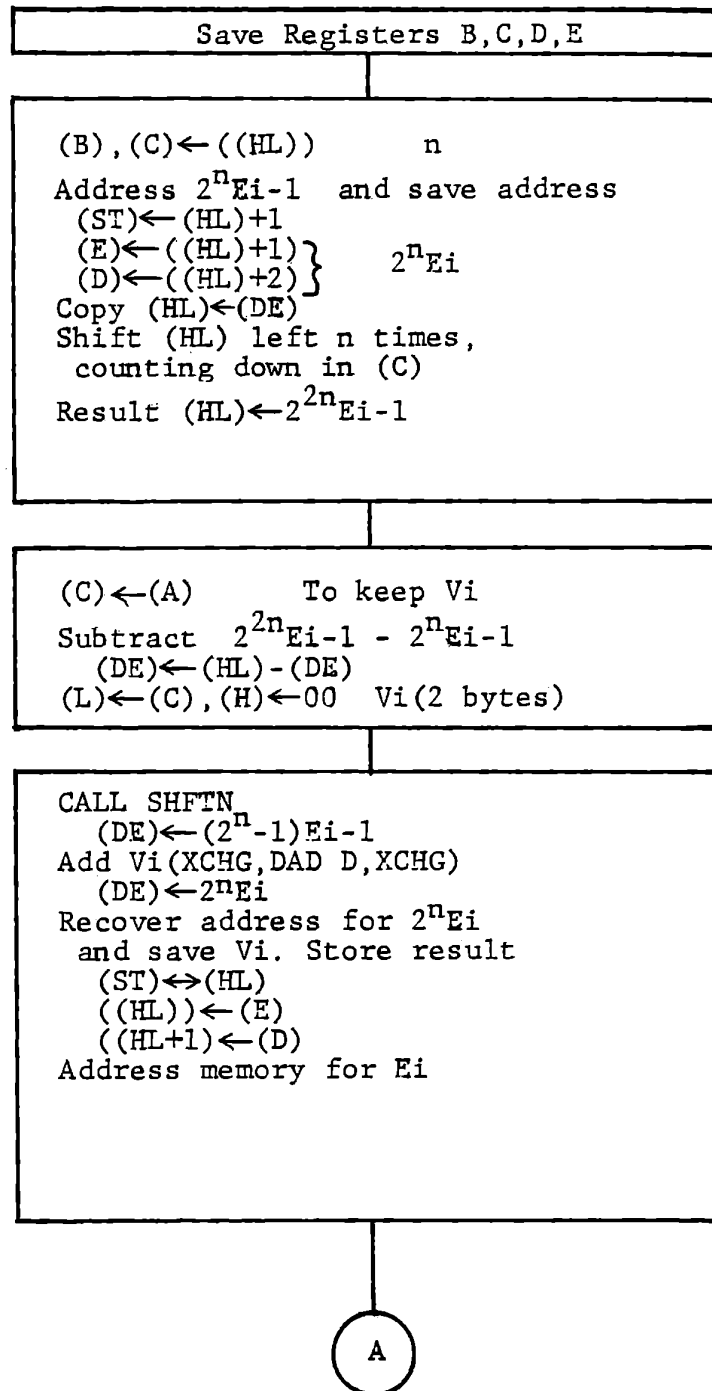 Save Registers B,C,D,E
(B),(C)←((HL)) n
Address 2ⁿEi-1 and save address
(ST)←(HL)+1
(E)←((HL)+1)
(D)←((HL)+2)} 2ⁿEi
Copy (HL)←(DE)
Shift (HL) left n times,
counting down in (C)
Result (HL)←2²ⁿEi-1
(C)←(A) To keep Vi
Subtract 2²ⁿEi-1 - 2ⁿEi-1
(DE)←(HL)-(DE)
(L)←(C),(H)←00 Vi(2 bytes)
CALL SHFTN
(DE)←(2ⁿ-1)Ei-1
Add Vi(XCHG,DAD D,XCHG)
(DE)←2ⁿEi
Recover address for 2ⁿEi
and save Vi. Store result
(ST)↔(HL)
((HL))←(E)
((HL+1)←(D)
Address memory for Ei
A